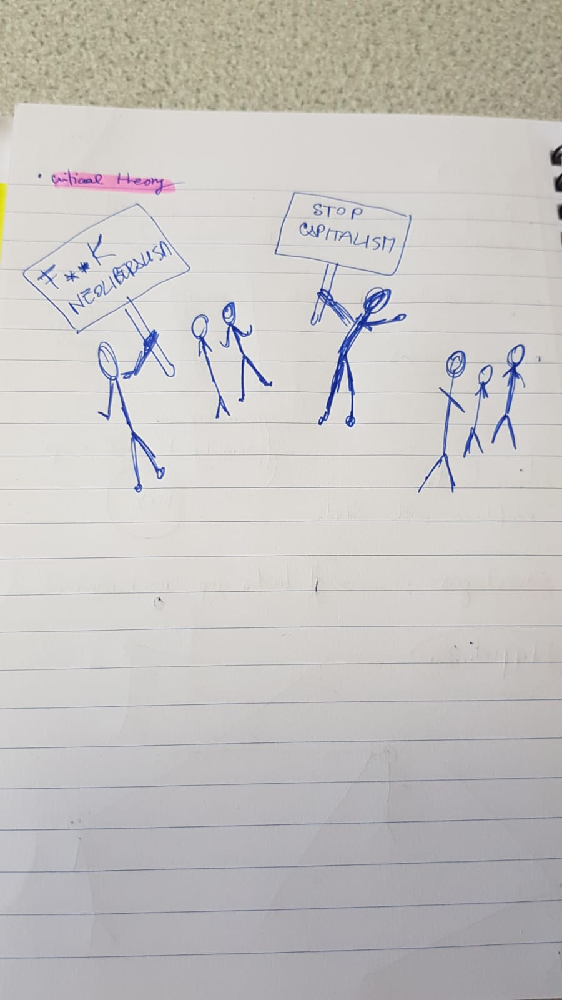 • critical theory
F**K
NEOLIBERALISM
STOP
CAPITALISM